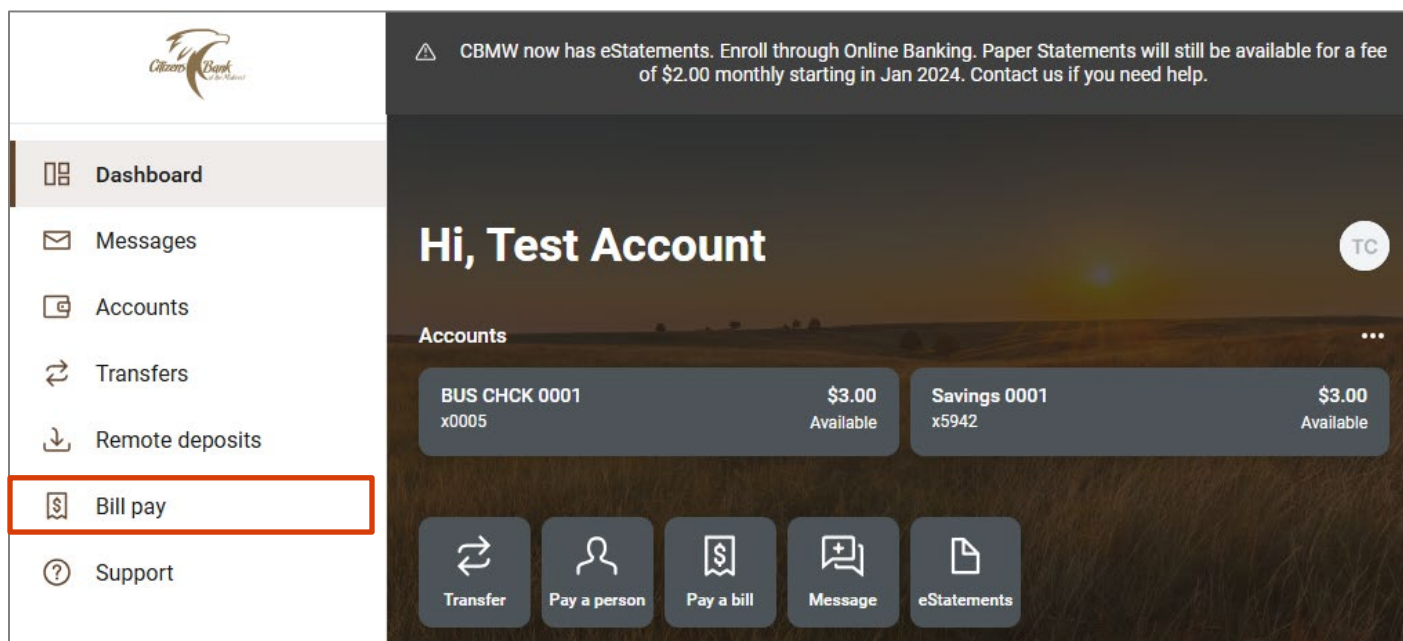 Citizens Bank
of the Midwest
CBMW now has eStatements. Enroll through Online Banking. Paper Statements will still be available for a fee
of $2.00 monthly starting in Jan 2024. Contact us if you need help.
Dashboard
Messages
Accounts
Transfers
Remote deposits
Bill pay
Support
Hi, Test Account
TC
Accounts
BUS CHCK 0001 $3.00
x0005 Available
Savings 0001 $3.00
x5942 Available
Transfer
Pay a person
Pay a bill
Message
eStatements